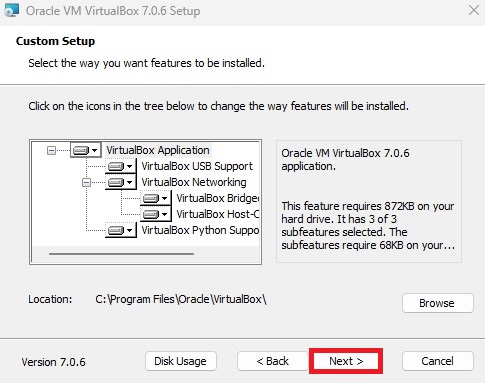 Oracle VM VirtualBox 7.0.6 Setup
Custom Setup
Select the way you want features to be installed.
Click on the icons in the tree below to change the way features will be installed.
VirtualBox Application
VirtualBox USB Support
VirtualBox Networking
VirtualBox Bridged
VirtualBox Host-C
VirtualBox Python Suppo
Oracle VM VirtualBox 7.0.6
application.
This feature requires 872KB on your
hard drive. It has 3 of 3
subfeatures selected. The
subfeatures require 68KB on your...
Location: C:\Program Files\Oracle\VirtualBox\
Browse
Version 7.0.6
Disk Usage
< Back
Next >
Cancel